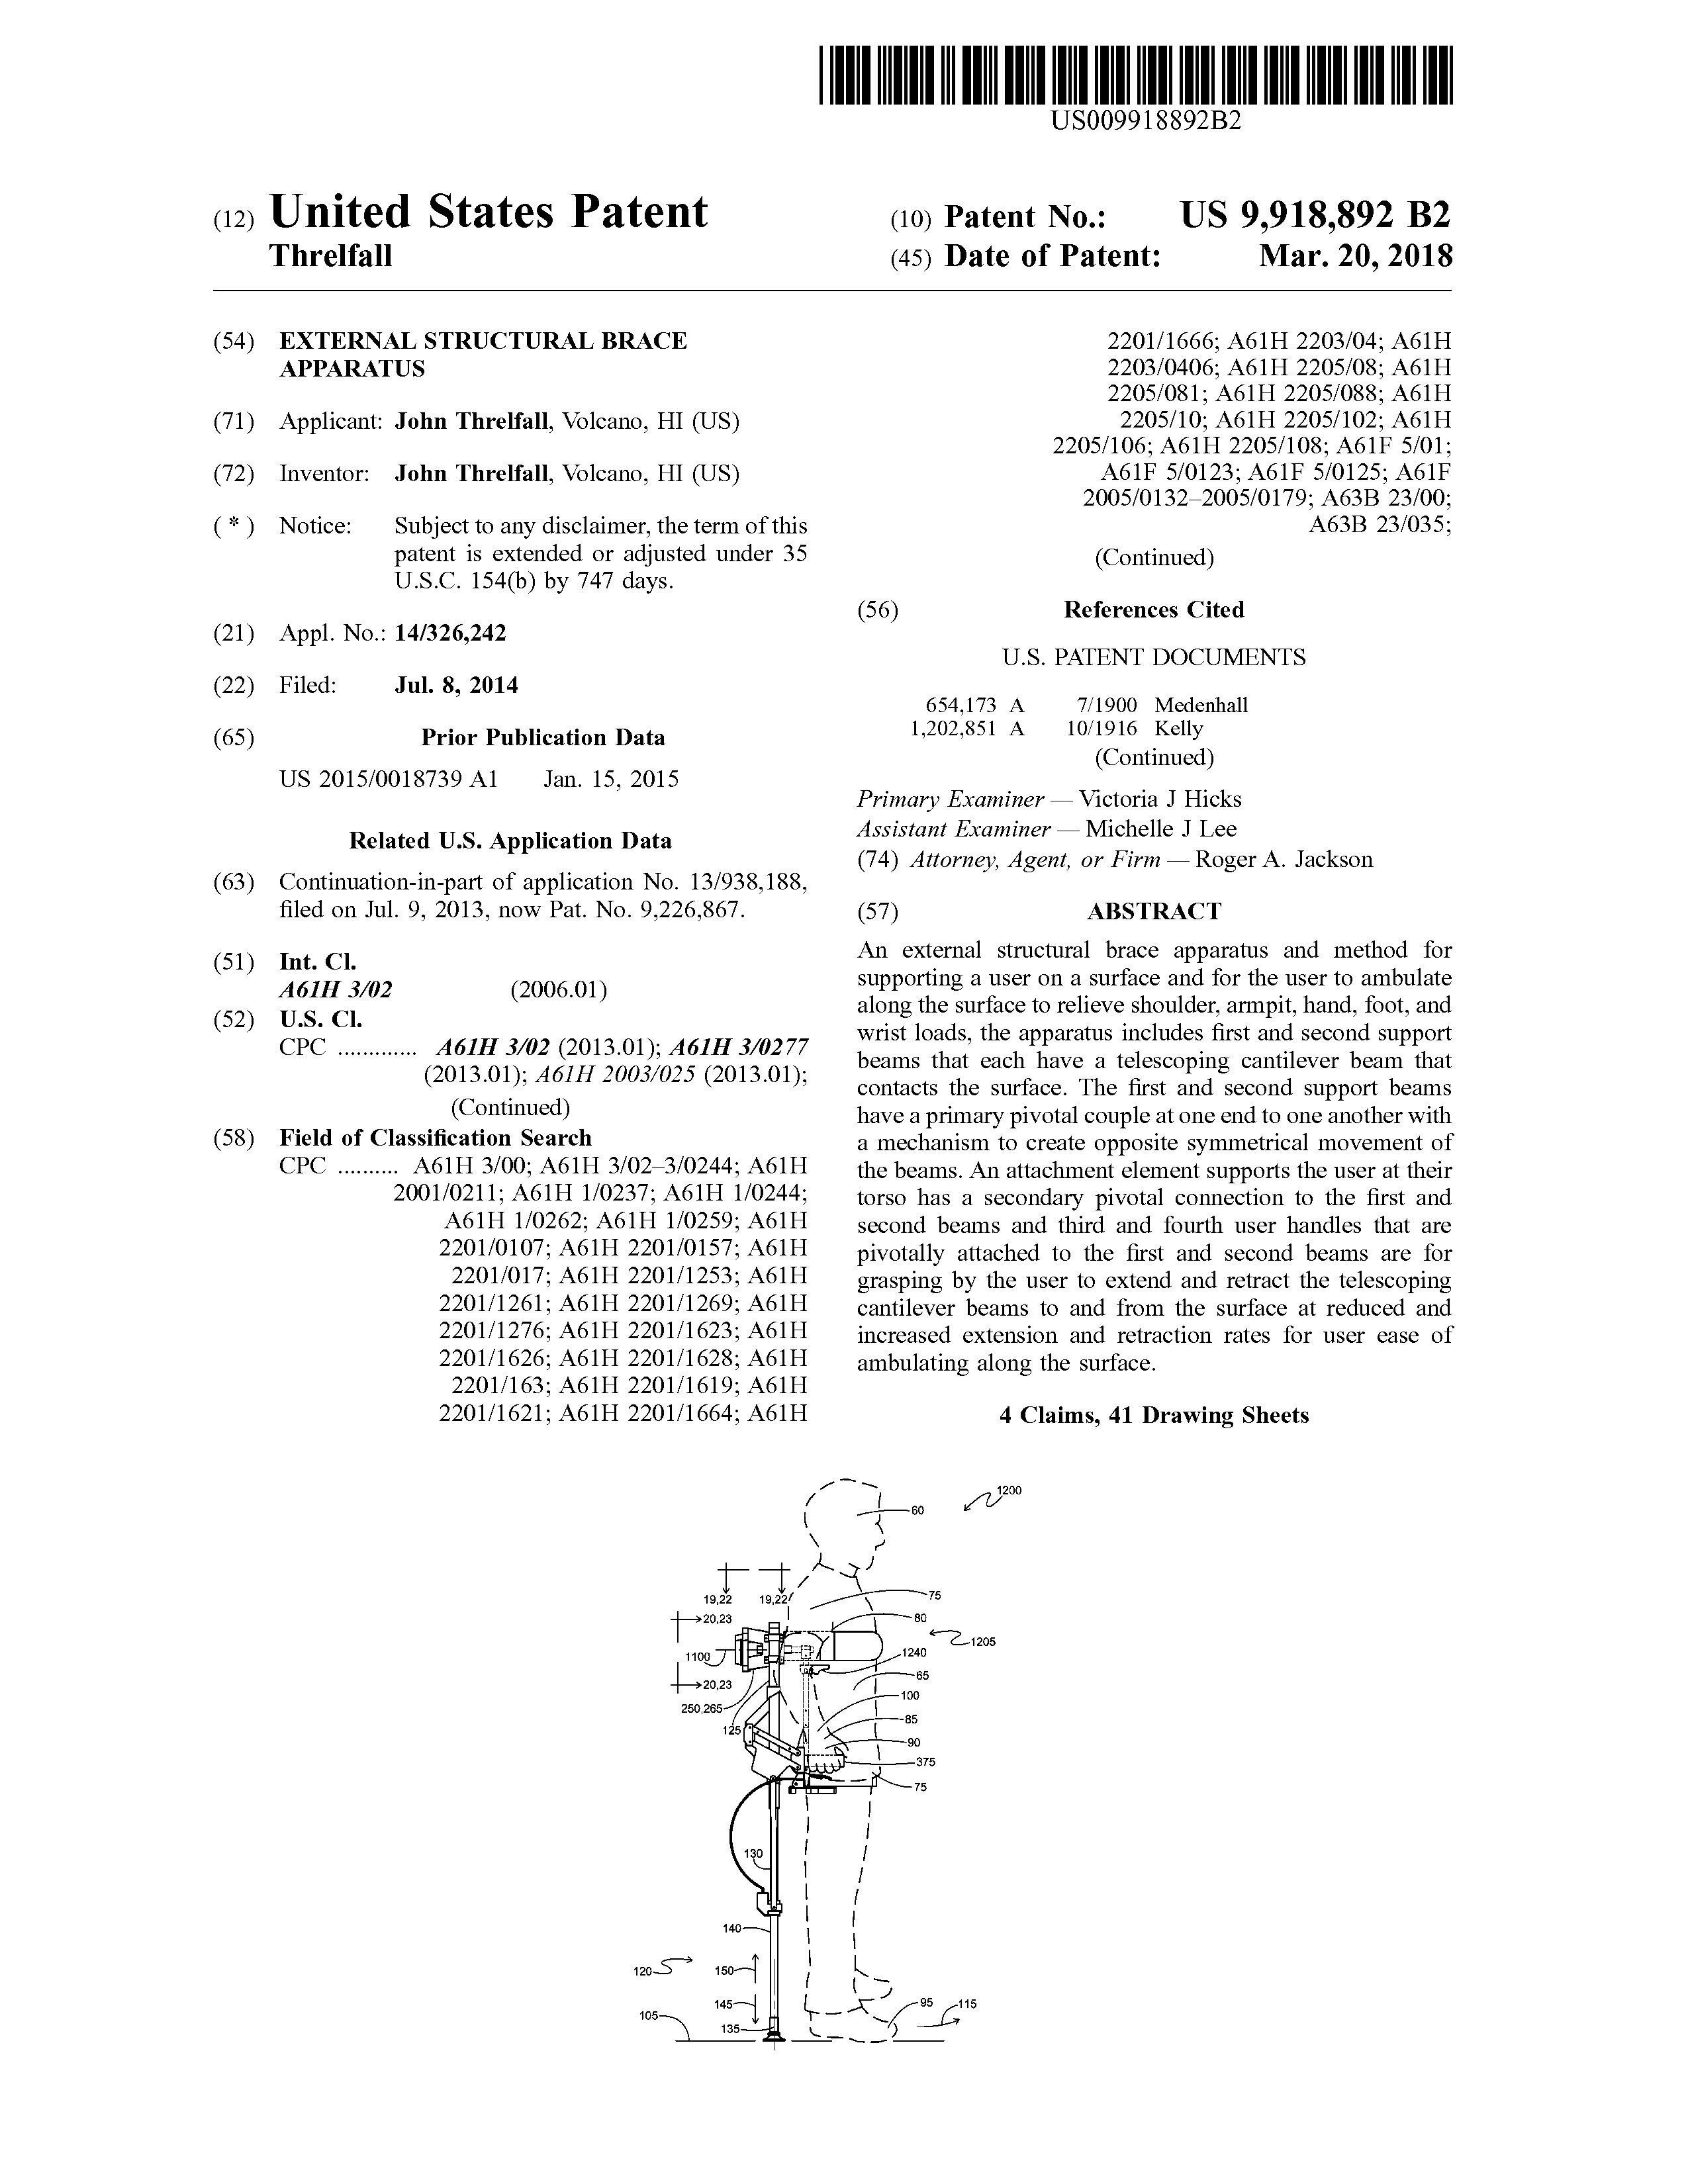 US009918892B2
(12) United States Patent
Threlfall
(10) Patent No.: US 9,918,892 B2
(45) Date of Patent: Mar. 20, 2018
(54) EXTERNAL STRUCTURAL BRACE
APPARATUS
(71) Applicant: John Threlfall, Volcano, HI (US)
(72) Inventor: John Threlfall, Volcano, HI (US)
( * ) Notice: Subject to any disclaimer, the term of this
patent is extended or adjusted under 35
U.S.C. 154(b) by 747 days.
(21) Appl. No.: 14/326,242
(22) Filed: Jul. 8, 2014
(65) Prior Publication Data
US 2015/0018739 A1 Jan. 15, 2015
Related U.S. Application Data
(63) Continuation-in-part of application No. 13/938,188,
filed on Jul. 9, 2013, now Pat. No. 9,226,867.
(51) Int. Cl.
A61H 3/02 (2006.01)
(52) U.S. Cl.
CPC ............ A61H 3/02 (2013.01); A61H 3/0277
(2013.01); A61H 2003/025 (2013.01);
(Continued)
(58) Field of Classification Search
CPC ......... A61H 3/00; A61H 3/02–3/0244; A61H
2001/0211; A61H 1/0237; A61H 1/0244;
A61H 1/0262; A61H 1/0259; A61H
2201/0107; A61H 2201/0157; A61H
2201/017; A61H 2201/1253; A61H
2201/1261; A61H 2201/1269; A61H
2201/1276; A61H 2201/1623; A61H
2201/1626; A61H 2201/1628; A61H
2201/163; A61H 2201/1619; A61H
2201/1621; A61H 2201/1664; A61H
2201/1666; A61H 2203/04; A61H
2203/0406; A61H 2205/08; A61H
2205/081; A61H 2205/088; A61H
2205/10; A61H 2205/102; A61H
2205/106; A61H 2205/108; A61F 5/01;
A61F 5/0123; A61F 5/0125; A61F
2005/0132–2005/0179; A63B 23/00;
A63B 23/035;
(Continued)
(56) References Cited
U.S. PATENT DOCUMENTS
654,173 A 7/1900 Medenhall
1,202,851 A 10/1916 Kelly
(Continued)
Primary Examiner — Victoria J Hicks
Assistant Examiner — Michelle J Lee
(74) Attorney, Agent, or Firm — Roger A. Jackson
(57) ABSTRACT
An external structural brace apparatus and method for
supporting a user on a surface and for the user to ambulate
along the surface to relieve shoulder, armpit, hand, foot, and
wrist loads, the apparatus includes first and second support
beams that each have a telescoping cantilever beam that
contacts the surface. The first and second support beams
have a primary pivotal couple at one end to one another with
a mechanism to create opposite symmetrical movement of
the beams. An attachment element supports the user at their
torso has a secondary pivotal connection to the first and
second beams and third and fourth user handles that are
pivotally attached to the first and second beams are for
grasping by the user to extend and retract the telescoping
cantilever beams to and from the surface at reduced and
increased extension and retraction rates for user ease of
ambulating along the surface.
4 Claims, 41 Drawing Sheets
1200
60
19,22 19,22
75
20,23
80
1205
1100
1240
65
20,23
100
250,265
85
125
90
375
75
130
140
120
150
145
95
115
105
135